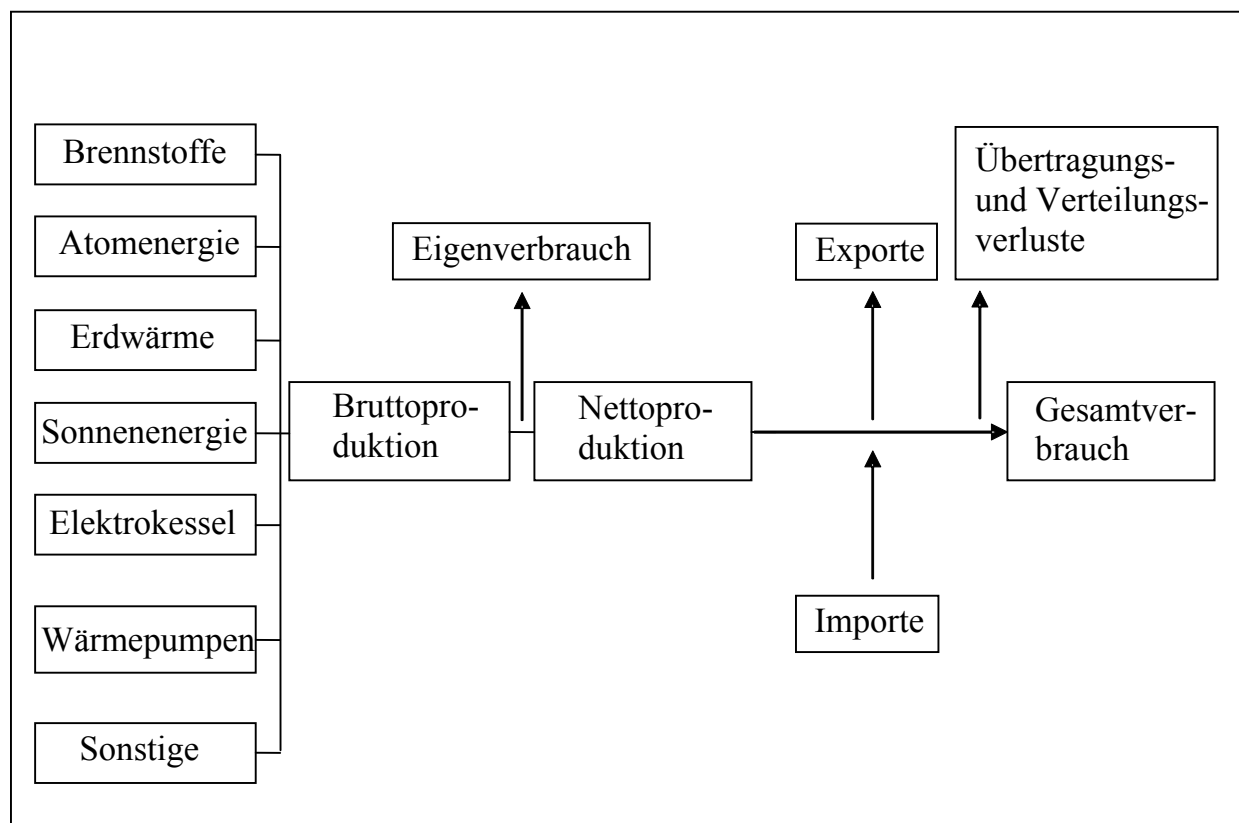 Brennstoffe
Atomenergie
Erdwärme
Sonnenenergie
Elektrokessel
Wärmepumpen
Sonstige
Bruttopro-
duktion
Eigenverbrauch
Nettopro-
duktion
Exporte
Importe
Übertragungs-
und Verteilungs-
verluste
Gesamtver-
brauch